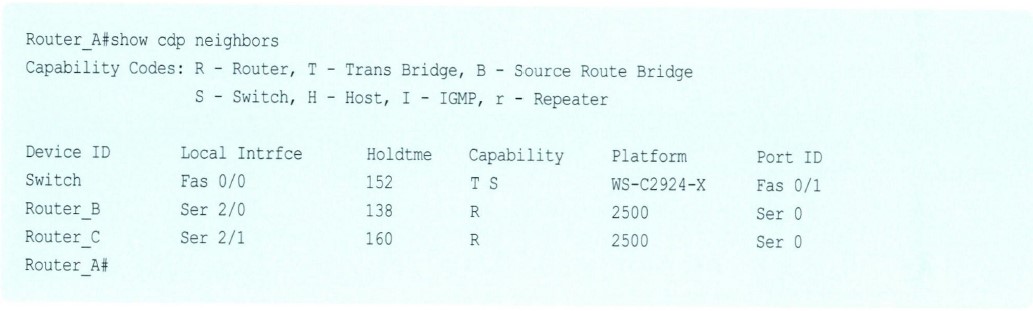 Router_A#show cdp neighbors
Capability Codes: R - Router, T - Trans Bridge, B - Source Route Bridge
S - Switch, H - Host, I - IGMP, r - Repeater
Device ID Local Intrfce Holdtme Capability Platform Port ID
Switch Fas 0/0 152 T S WS-C2924-X Fas 0/1
Router_B Ser 2/0 138 R 2500 Ser 0
Router_C Ser 2/1 160 R 2500 Ser 0
Router_A#